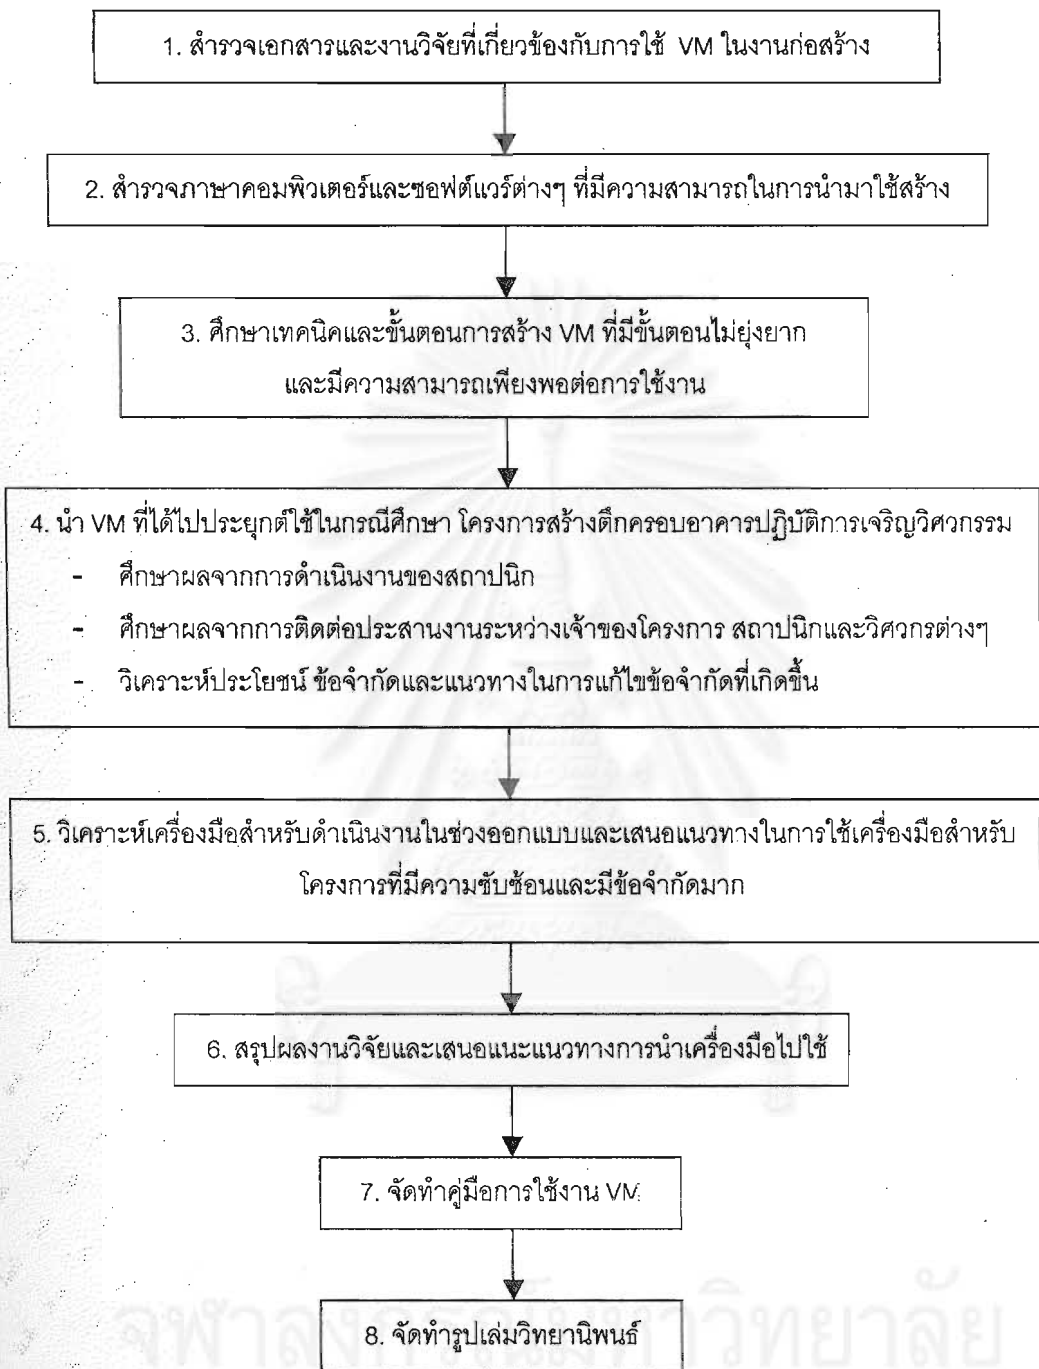 1. สำรวจเอกสารและงานวิจัยที่เกี่ยวข้องกับการใช้ VM ในงานก่อสร้าง
2. สำรวจภาษาคอมพิวเตอร์และซอฟต์แวร์ต่างๆ ที่มีความสามารถในการนำมาใช้สร้าง
3. ศึกษาเทคนิคและขั้นตอนการสร้าง VM ที่มีขั้นตอนไม่ยุ่งยาก
และมีความสามารถเพียงพอต่อการใช้งาน
4. นำ VM ที่ได้ไปประยุกต์ใช้ในกรณีศึกษา โครงการสร้างตึกครอบอาคารปฏิบัติการเจริญวิศวกรรม
- ศึกษาผลจากการดำเนินงานของสถาปนิก
- ศึกษาผลจากการติดต่อประสานงานระหว่างเจ้าของโครงการ สถาปนิกและวิศวกรต่างๆ
- วิเคราะห์ประโยชน์ ข้อจำกัดและแนวทางในการแก้ไขข้อจำกัดที่เกิดขึ้น
5. วิเคราะห์เครื่องมือสำหรับดำเนินงานในช่วงออกแบบและเสนอแนวทางในการใช้เครื่องมือสำหรับ
โครงการที่มีความซับซ้อนและมีข้อจำกัดมาก
6. สรุปผลงานวิจัยและเสนอแนะแนวทางการนำเครื่องมือไปใช้
7. จัดทำคู่มือการใช้งาน VM
8. จัดทำรูปเล่มวิทยานิพนธ์
จุฬาลงกรณ์มหาวิทยาลัย